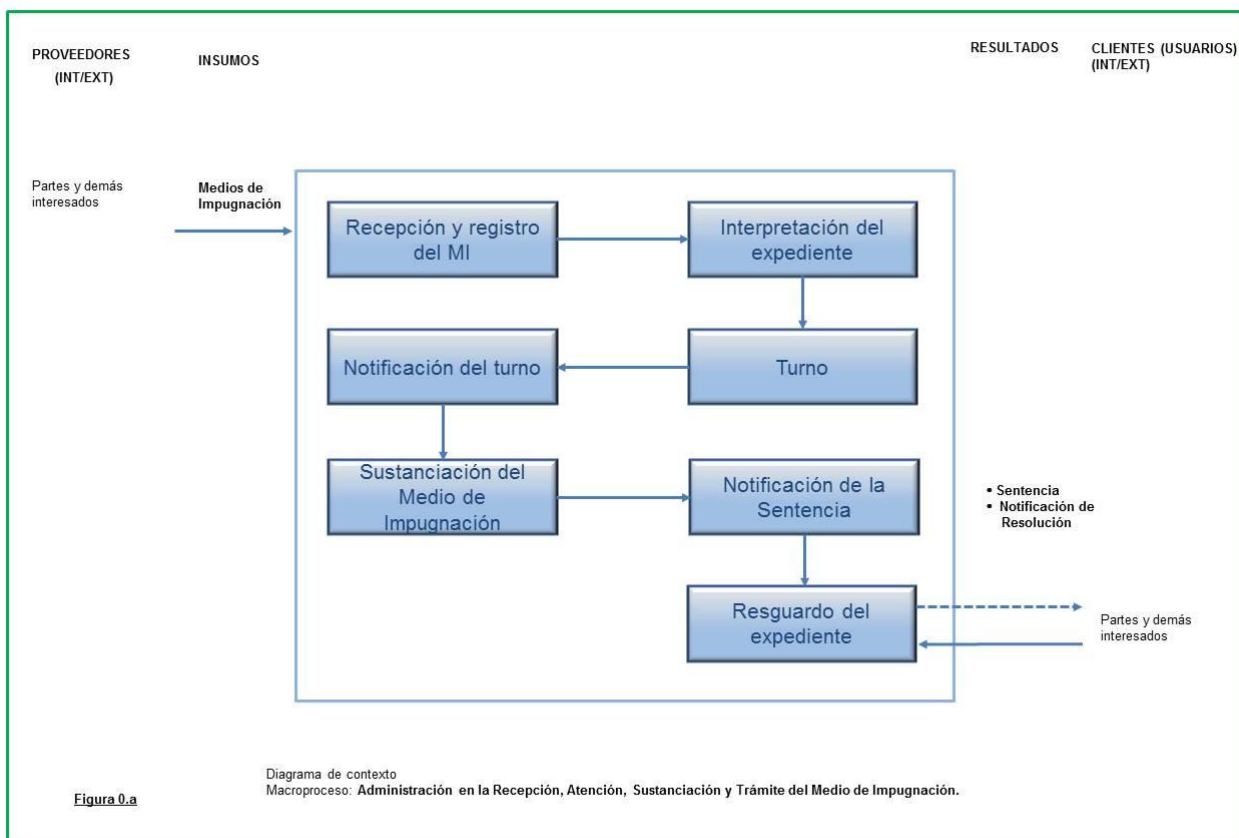 PROVEEDORES
(INT/EXT)
INSUMOS
RESULTADOS
CLIENTES (USUARIOS)
(INT/EXT)
Partes y demás
interesados
Medios de
Impugnación
Recepción y registro
del MI
Interpretación del
expediente
Notificación del turno
Turno
Sustanciación del
Medio de
Impugnación
Notificación de la
Sentencia
• Sentencia
• Notificación de
Resolución
Resguardo del
expediente
Partes y demás
interesados
Diagrama de contexto
Macroproceso: Administración en la Recepción, Atención, Sustanciación y Trámite del Medio de Impugnación.
Figura 0.a